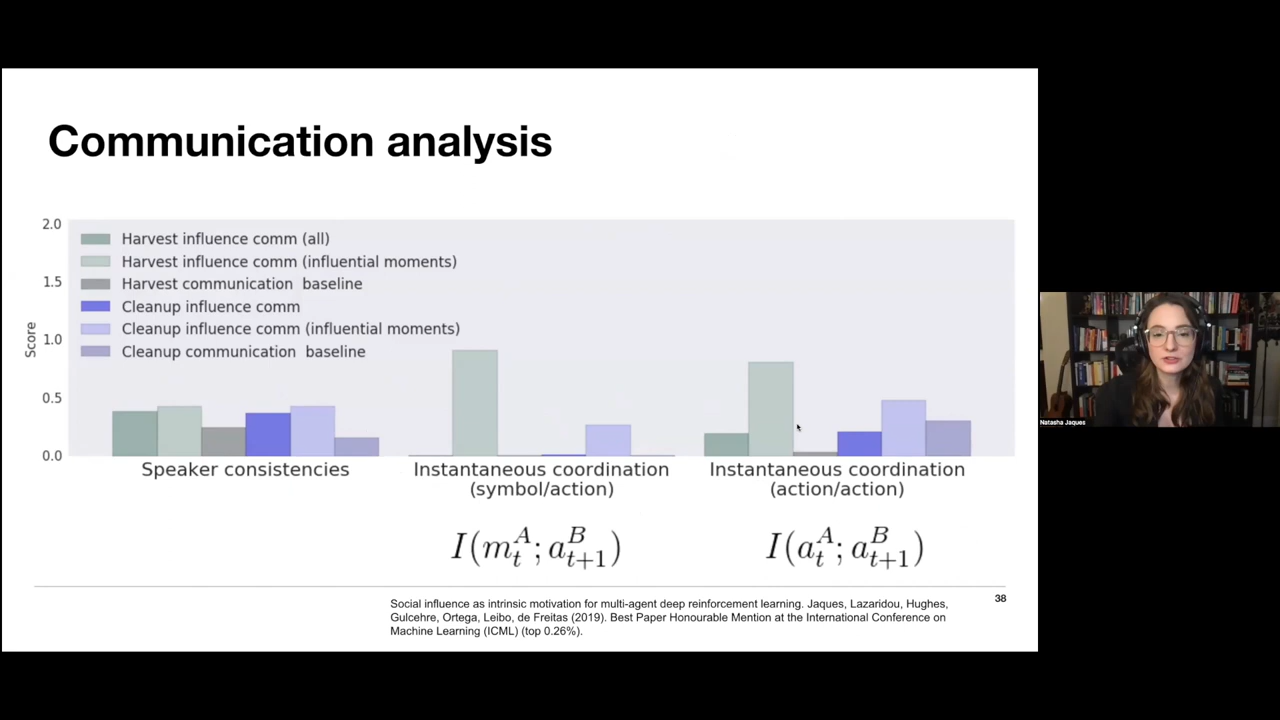 Communication analysis
2.0
1.5
1.0
0.5
0.0
Score
Harvest influence comm (all)
Harvest influence comm (influential moments)
Harvest communication  baseline
Cleanup influence comm
Cleanup influence comm (influential moments)
Cleanup communication  baseline
Speaker consistencies
Instantaneous coordination
(symbol/action)
Instantaneous coordination
(action/action)
I(m_t^A; a_{t+1}^B)
I(a_t^A; a_{t+1}^B)
Social influence as intrinsic motivation for multi-agent deep reinforcement learning. Jaques, Lazaridou, Hughes,
Gulcehre, Ortega, Leibo, de Freitas (2019). Best Paper Honourable Mention at the International Conference on
Machine Learning (ICML) (top 0.26%).
38
Natasha Jaques